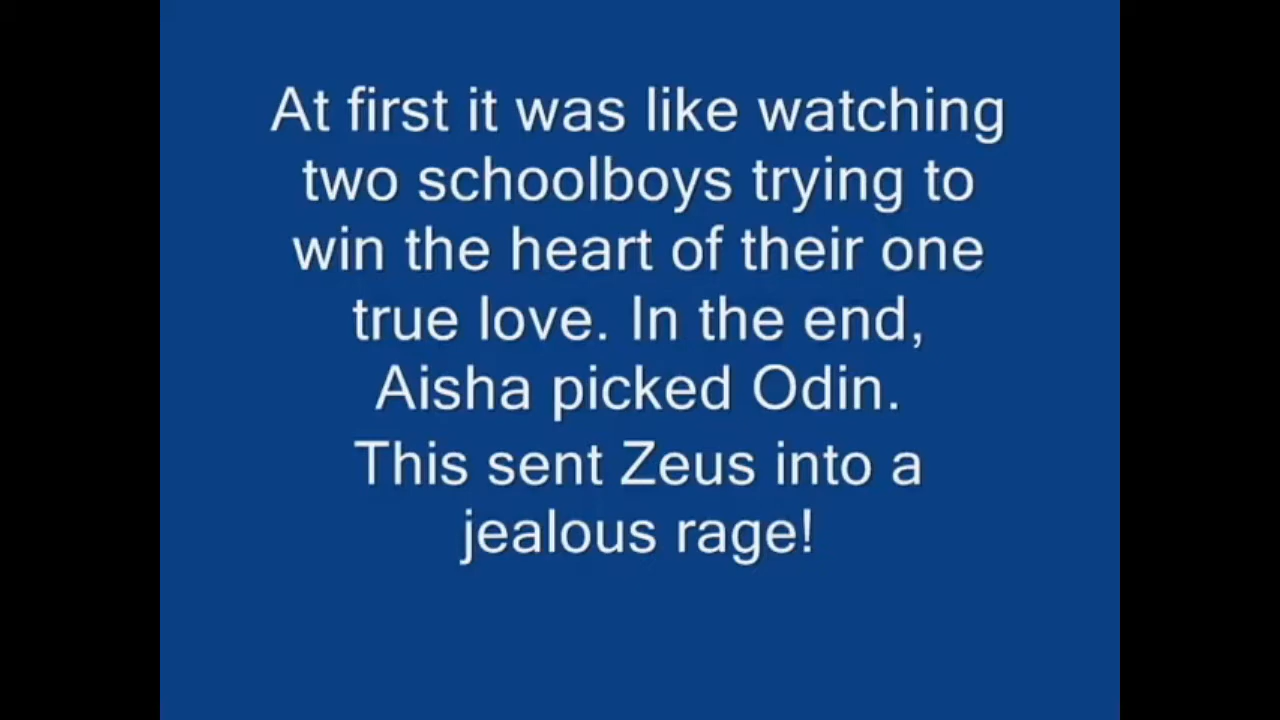 At first it was like watching
two schoolboys trying to
win the heart of their one
true love. In the end,
Aisha picked Odin.
This sent Zeus into a
jealous rage!